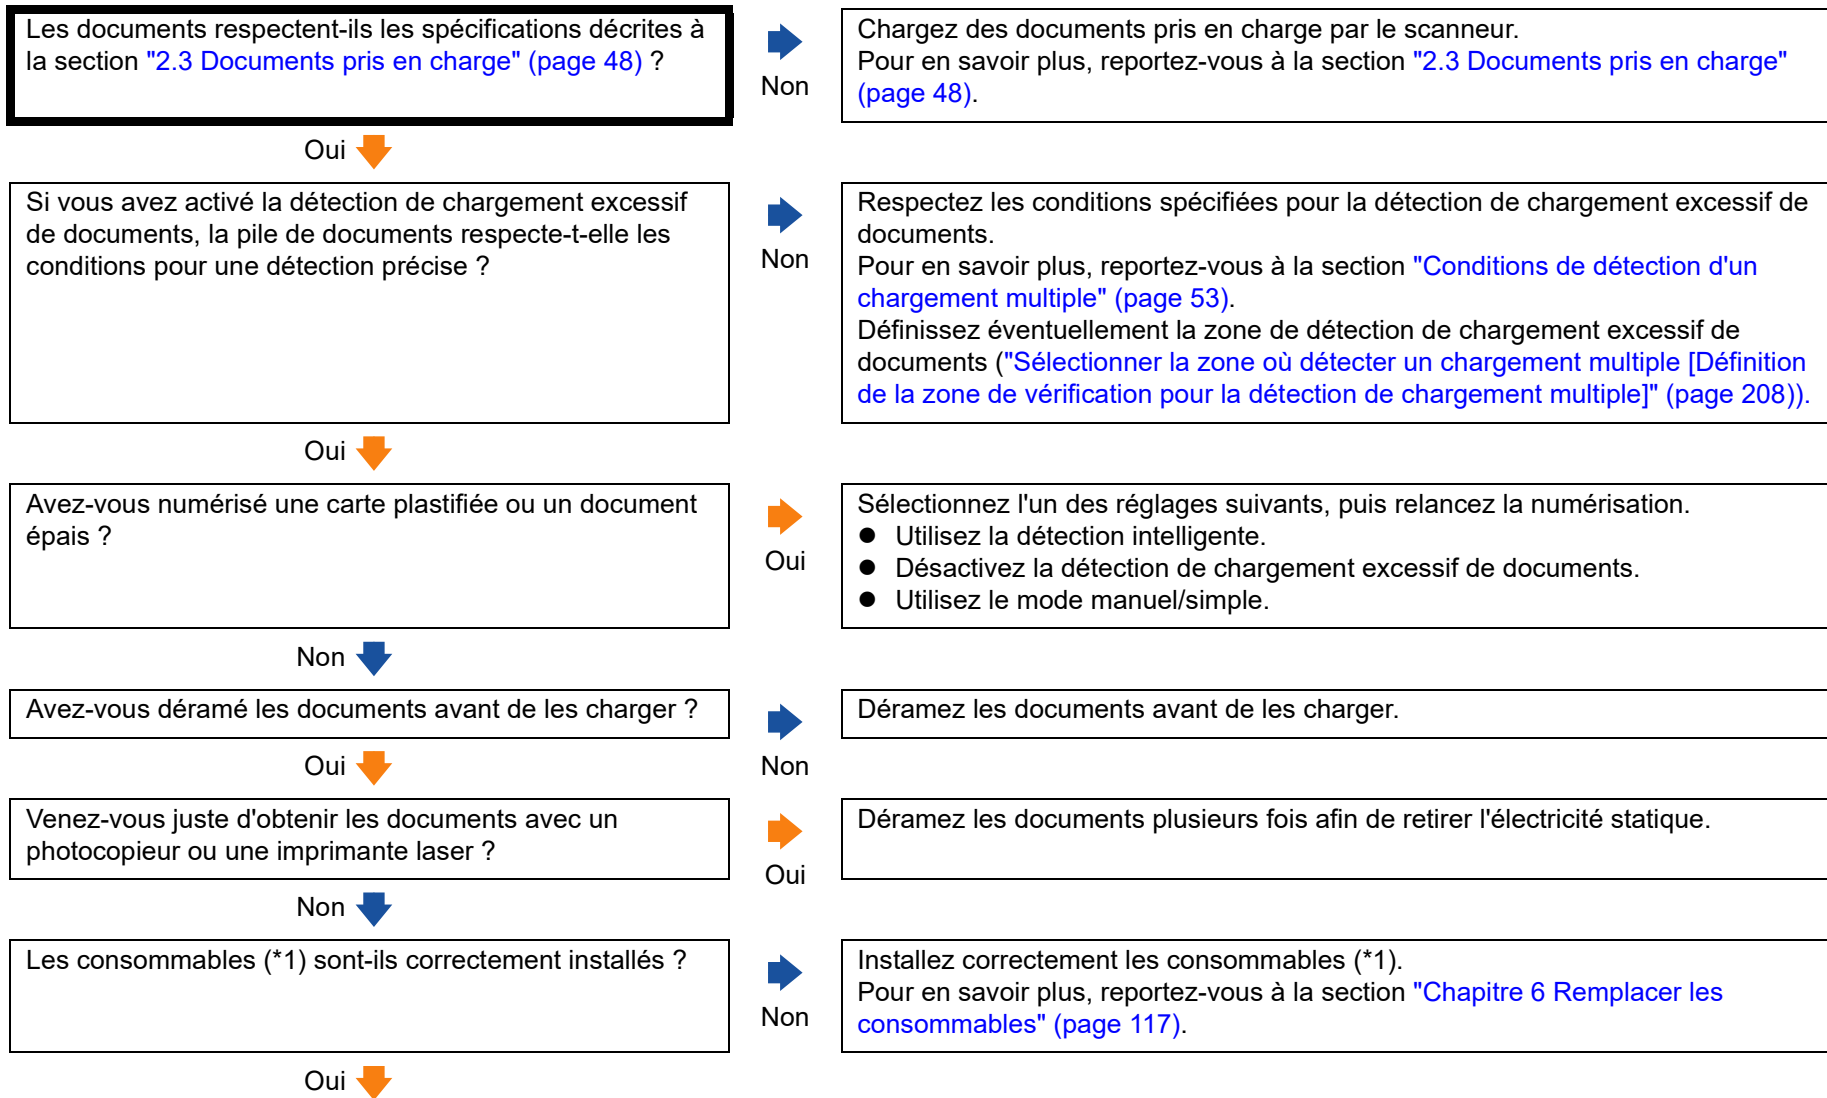 Les documents respectent-ils les spécifications décrites à
la section "2.3 Documents pris en charge" (page 48) ?
Non
Chargez des documents pris en charge par le scanneur.
Pour en savoir plus, reportez-vous à la section "2.3 Documents pris en charge"
(page 48).
Oui
Si vous avez activé la détection de chargement excessif
de documents, la pile de documents respecte-t-elle les
conditions pour une détection précise ?
Non
Respectez les conditions spécifiées pour la détection de chargement excessif de
documents.
Pour en savoir plus, reportez-vous à la section "Conditions de détection d'un
chargement multiple" (page 53).
Définissez éventuellement la zone de détection de chargement excessif de
documents ("Sélectionner la zone où détecter un chargement multiple [Définition
de la zone de vérification pour la détection de chargement multiple]" (page 208)).
Oui
Avez-vous numérisé une carte plastifiée ou un document
épais ?
Oui
Sélectionnez l'un des réglages suivants, puis relancez la numérisation.
● Utilisez la détection intelligente.
● Désactivez la détection de chargement excessif de documents.
● Utilisez le mode manuel/simple.
Non
Avez-vous déramé les documents avant de les charger ?
Non
Déramez les documents avant de les charger.
Oui
Venez-vous juste d'obtenir les documents avec un
photocopieur ou une imprimante laser ?
Oui
Déramez les documents plusieurs fois afin de retirer l'électricité statique.
Non
Les consommables (*1) sont-ils correctement installés ?
Non
Installez correctement les consommables (*1).
Pour en savoir plus, reportez-vous à la section "Chapitre 6 Remplacer les
consommables" (page 117).
Oui